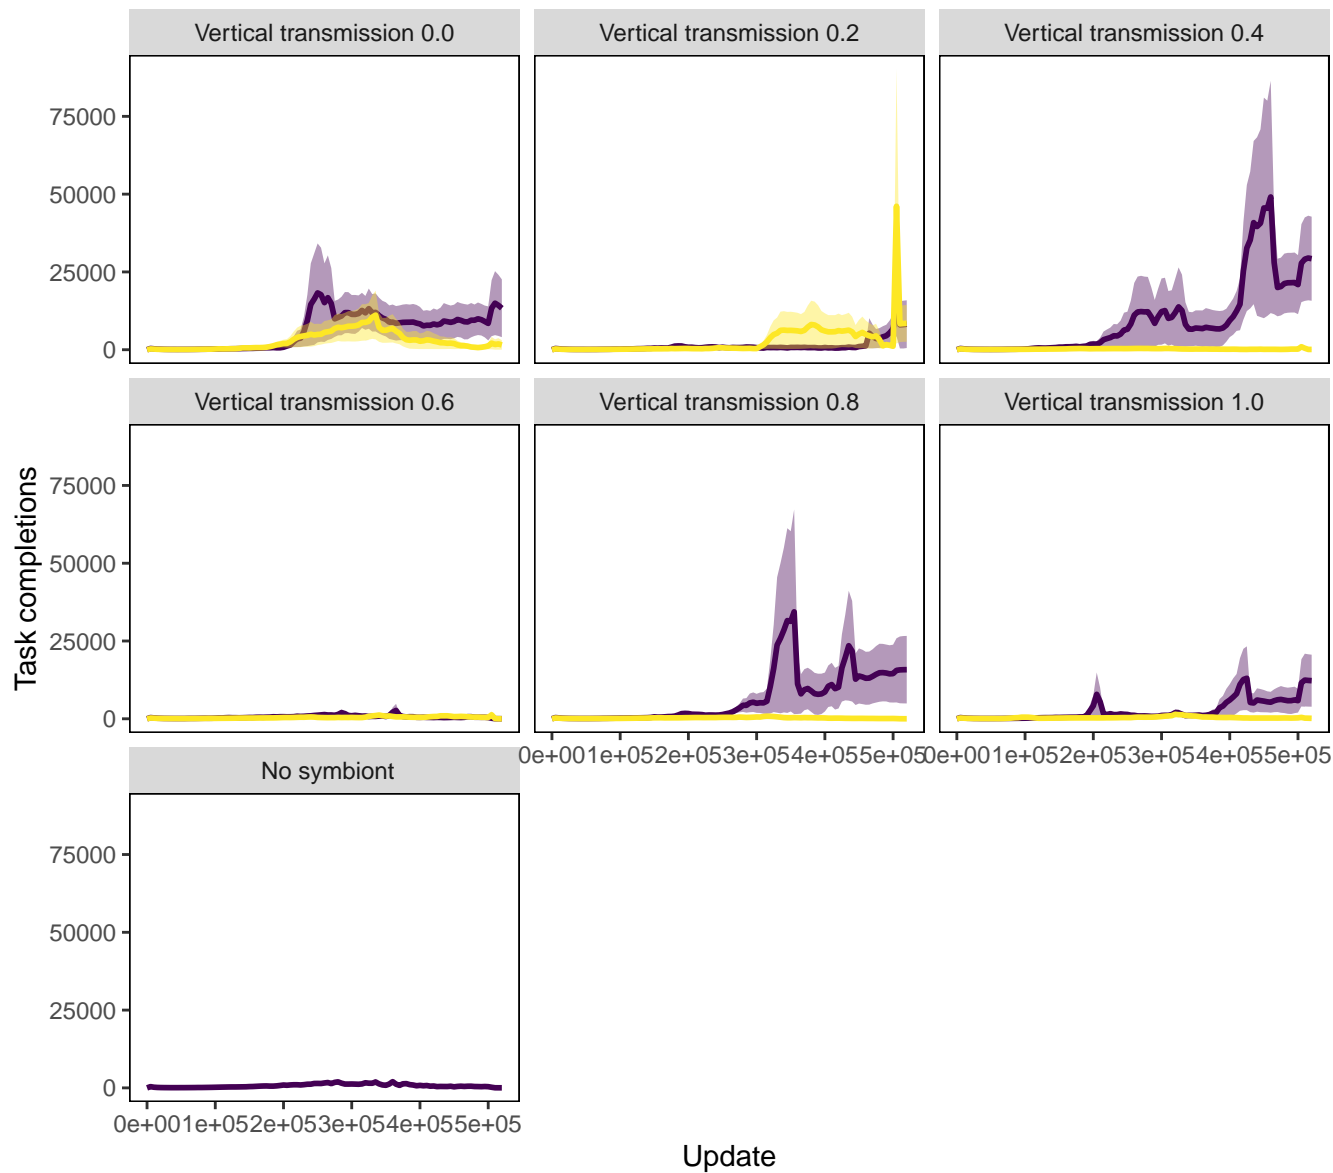 Vertical transmission 0.0
Vertical transmission 0.2
Vertical transmission 0.4
75000
50000
25000
0
Vertical transmission 0.6
Vertical transmission 0.8
Vertical transmission 1.0
75000
50000
25000
0
0e+001e+052e+053e+054e+055e+05
0e+001e+052e+053e+054e+055e+05
No symbiont
75000
50000
25000
0
0e+001e+052e+053e+054e+055e+05
Update
Task completions